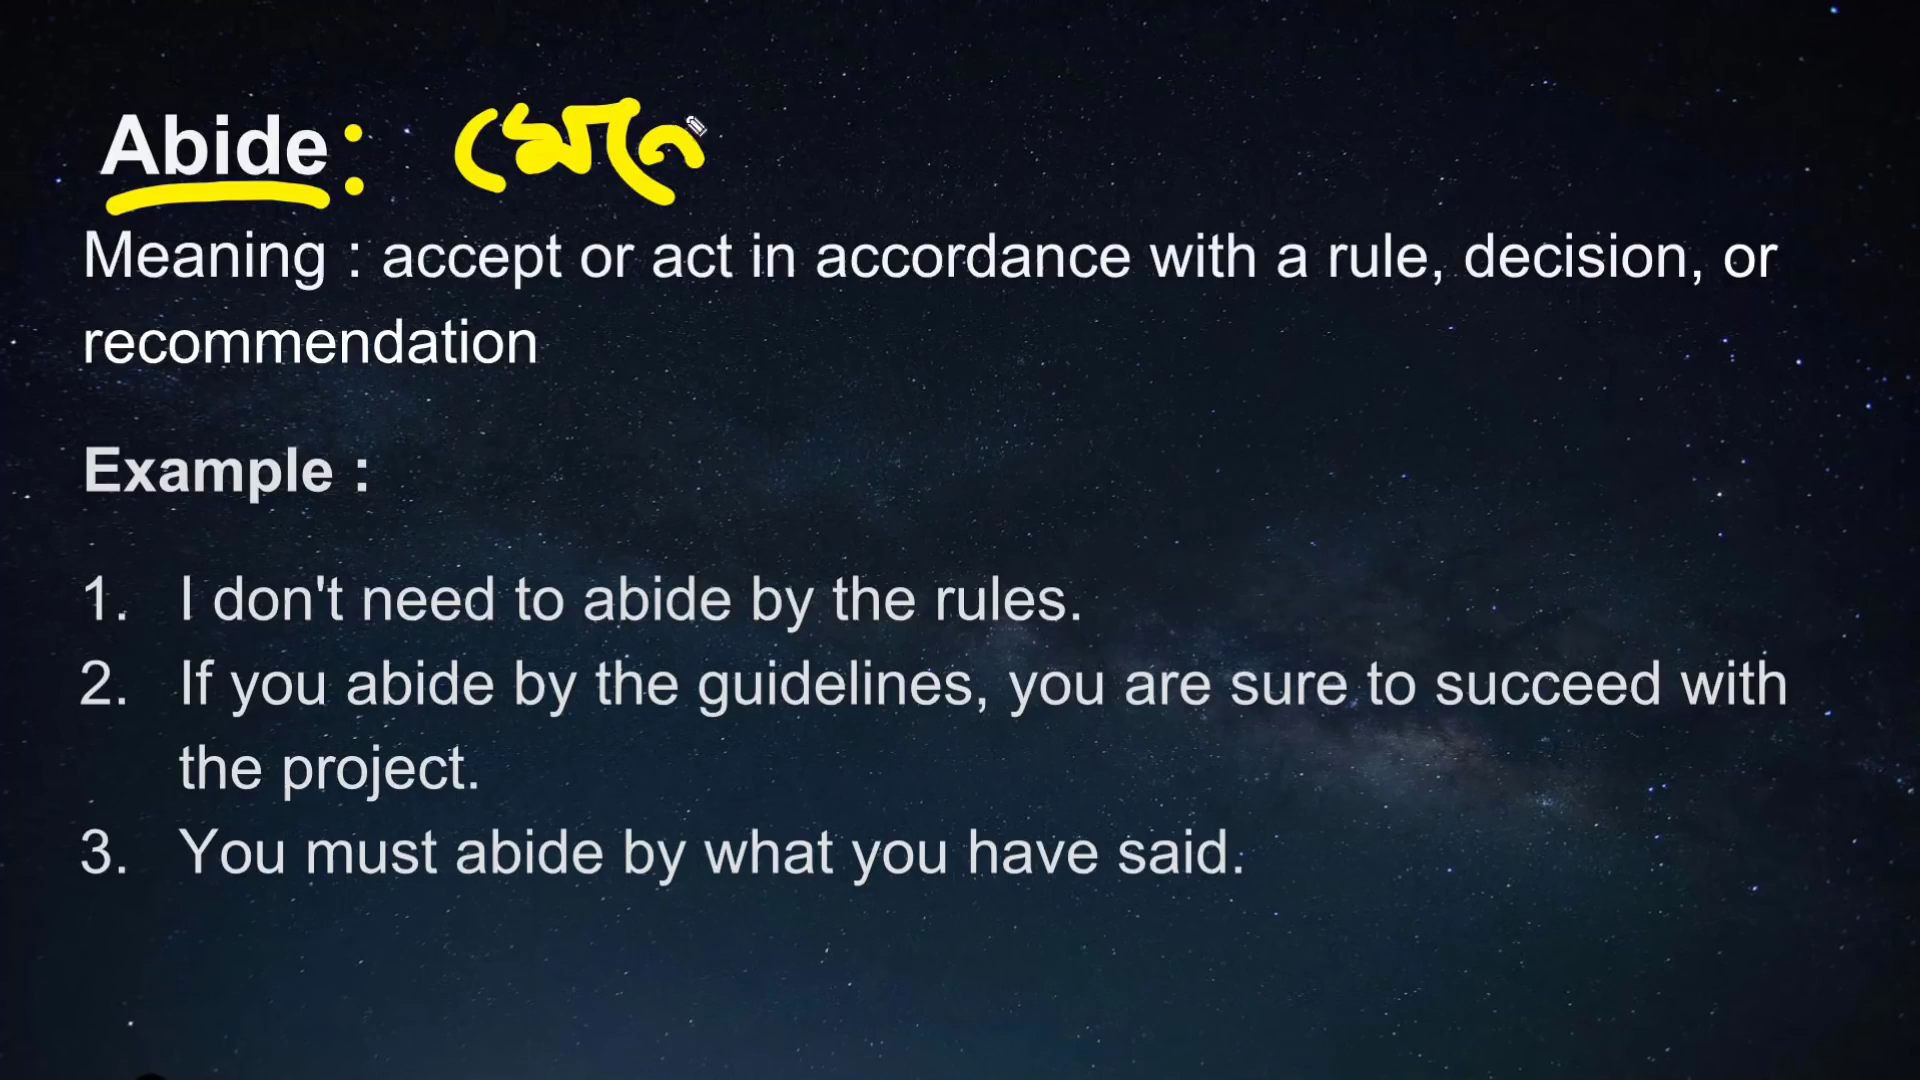 Abide : মেনে
Meaning : accept or act in accordance with a rule, decision, or
recommendation
Example :
1. I don't need to abide by the rules.
2. If you abide by the guidelines, you are sure to succeed with
the project.
3. You must abide by what you have said.